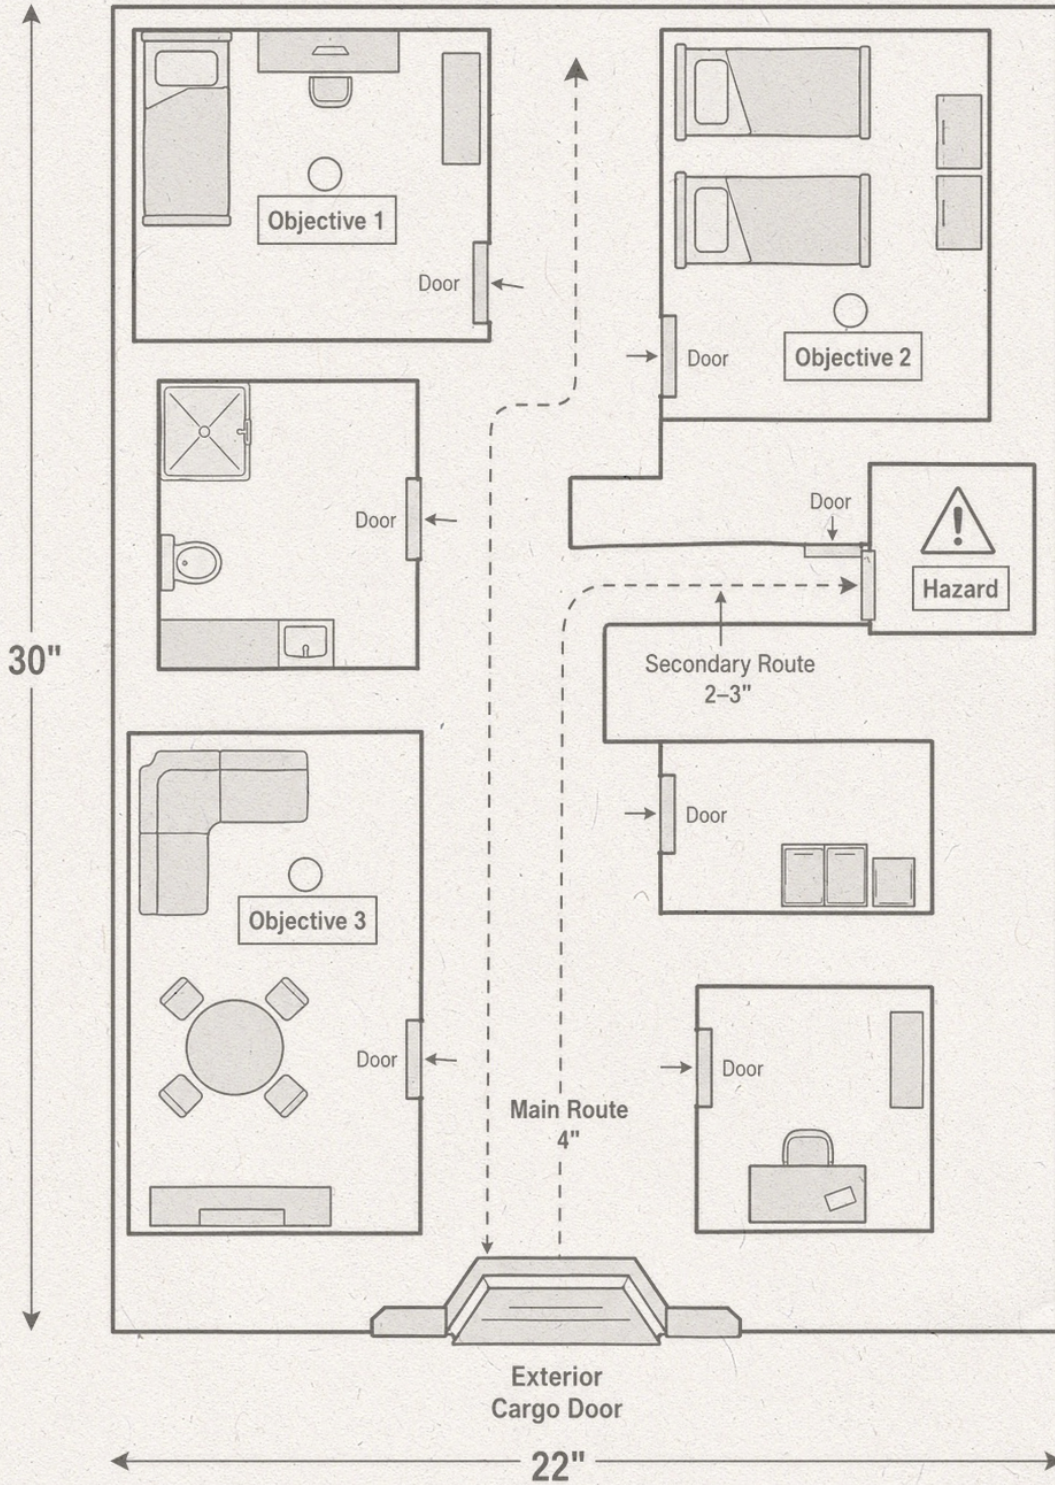 Objective 1
Door
Door
Objective 2
Door
Door
Hazard
30"
Secondary Route
2–3"
Door
Objective 3
Door
Door
Main Route
4"
Exterior
Cargo Door
22"